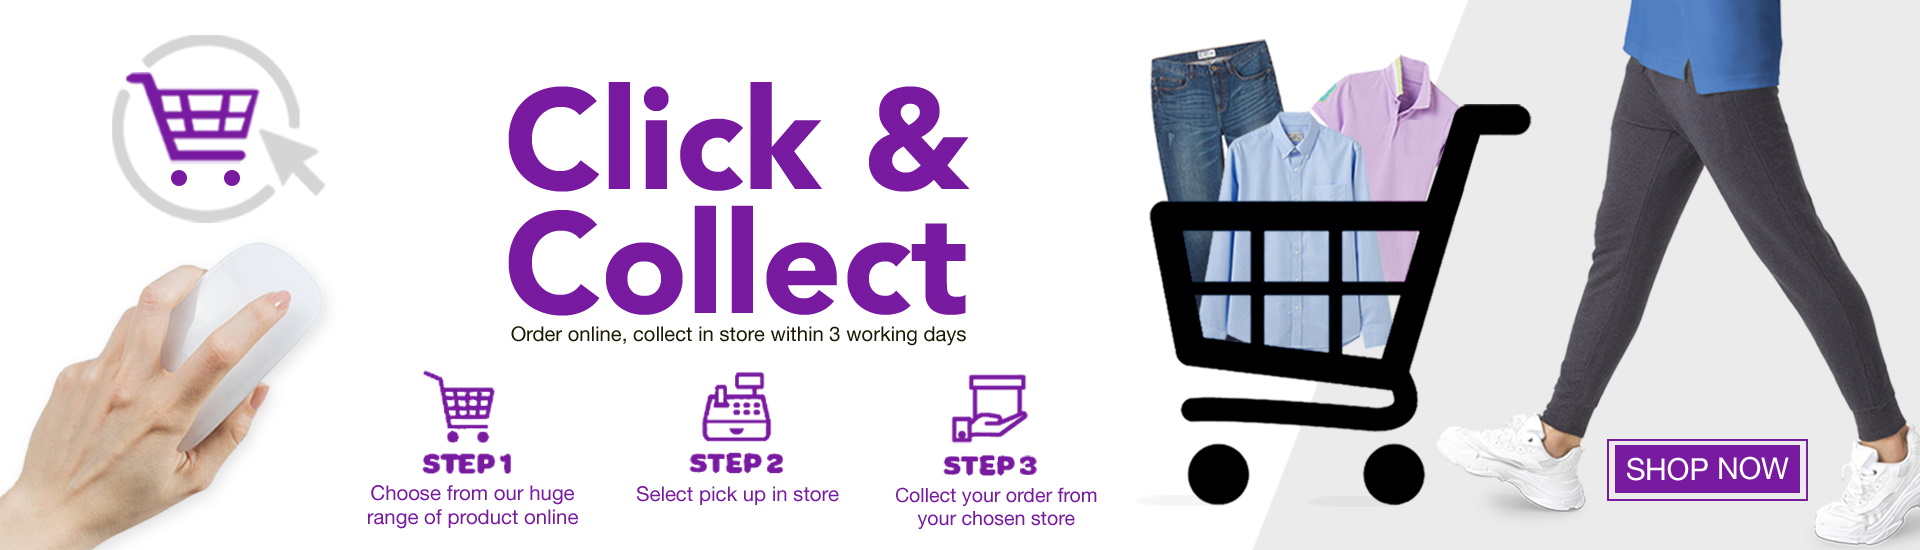 Click &
Collect
Order online, collect in store within 3 working days
STEP 1
Choose from our huge
range of product online
STEP 2
Select pick up in store
STEP 3
Collect your order from
your chosen store
SHOP NOW